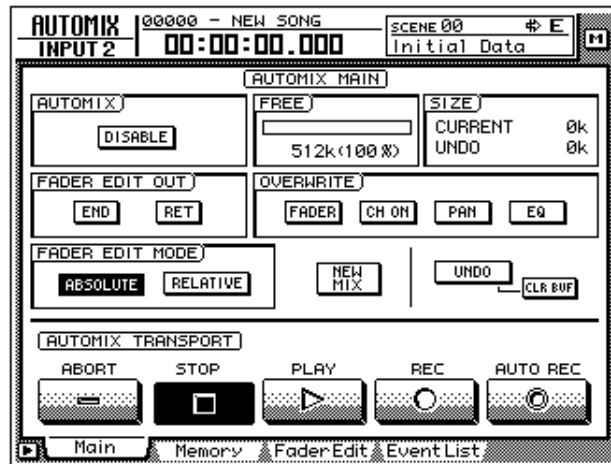 AUTOMIX
INPUT 2
00000 - NEW SONG
00:00:00.000
SCENE 00 E
Initial Data
M
AUTOMIX MAIN
AUTOMIX
DISABLE
FREE
512k(100%)
SIZE
CURRENT 0k
UNDO 0k
FADER EDIT OUT
END RET
OVERWRITE
FADER CH ON PAN EQ
FADER EDIT MODE
ABSOLUTE RELATIVE
NEW MIX
UNDO
CLR BUF
AUTOMIX TRANSPORT
ABORT STOP PLAY REC AUTO REC
Main Memory Fader Edit Event List